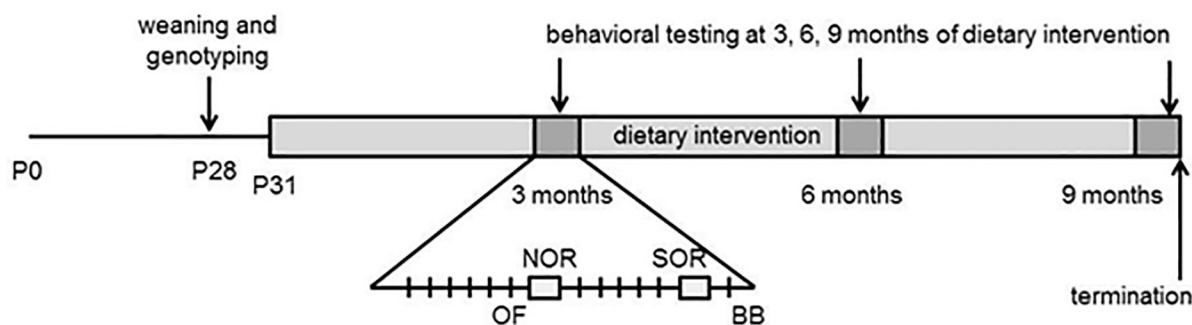 weaning and
genotyping
behavioral testing at 3, 6, 9 months of dietary intervention
dietary intervention
P0
P28
P31
3 months
6 months
9 months
NOR
SOR
OF
BB
termination